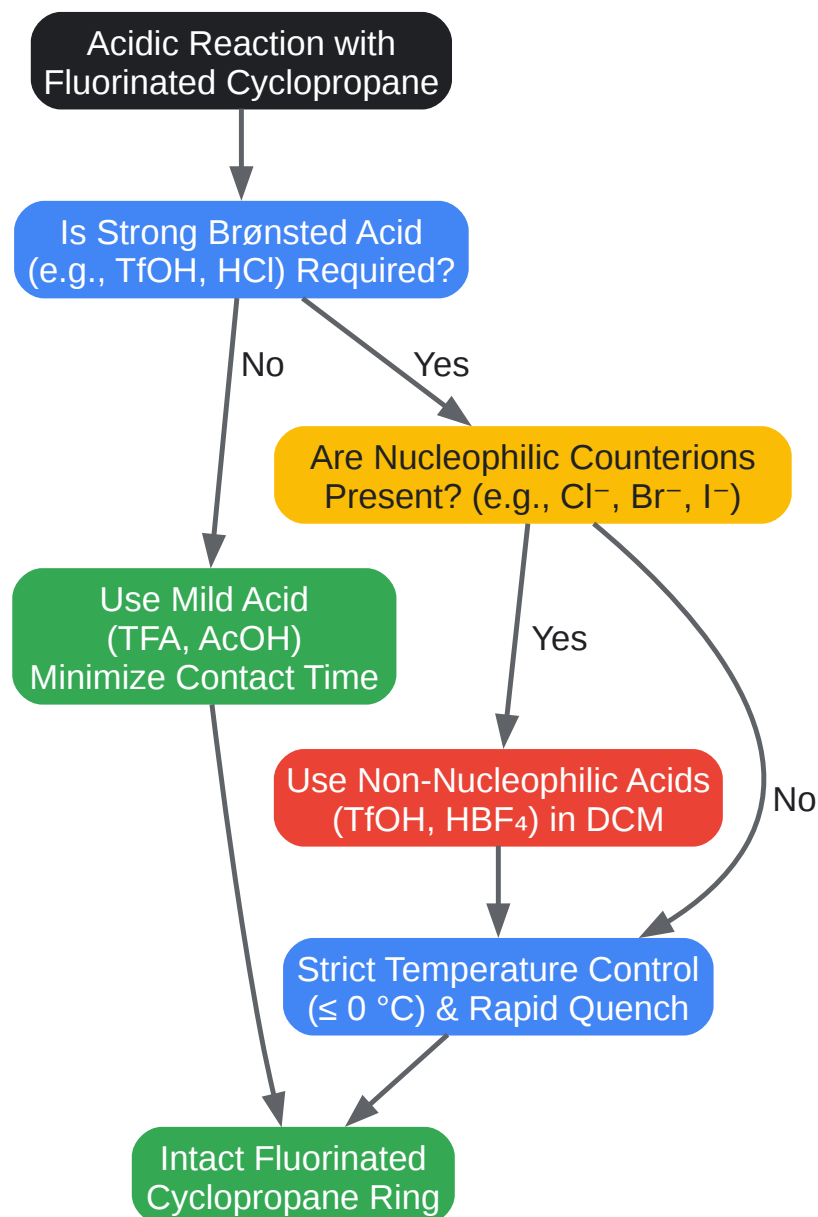 Acidic Reaction with
Fluorinated Cyclopropane
Is Strong Brønsted Acid
(e.g., TfOH, HCl) Required?
No
Yes
Are Nucleophilic Counterions
Present? (e.g., Cl⁻, Br⁻, I⁻)
Use Mild Acid
(TFA, AcOH)
Minimize Contact Time
Yes
Use Non-Nucleophilic Acids
(TfOH, HBF₄) in DCM
No
Strict Temperature Control
(≤ 0 °C) & Rapid Quench
Intact Fluorinated
Cyclopropane Ring